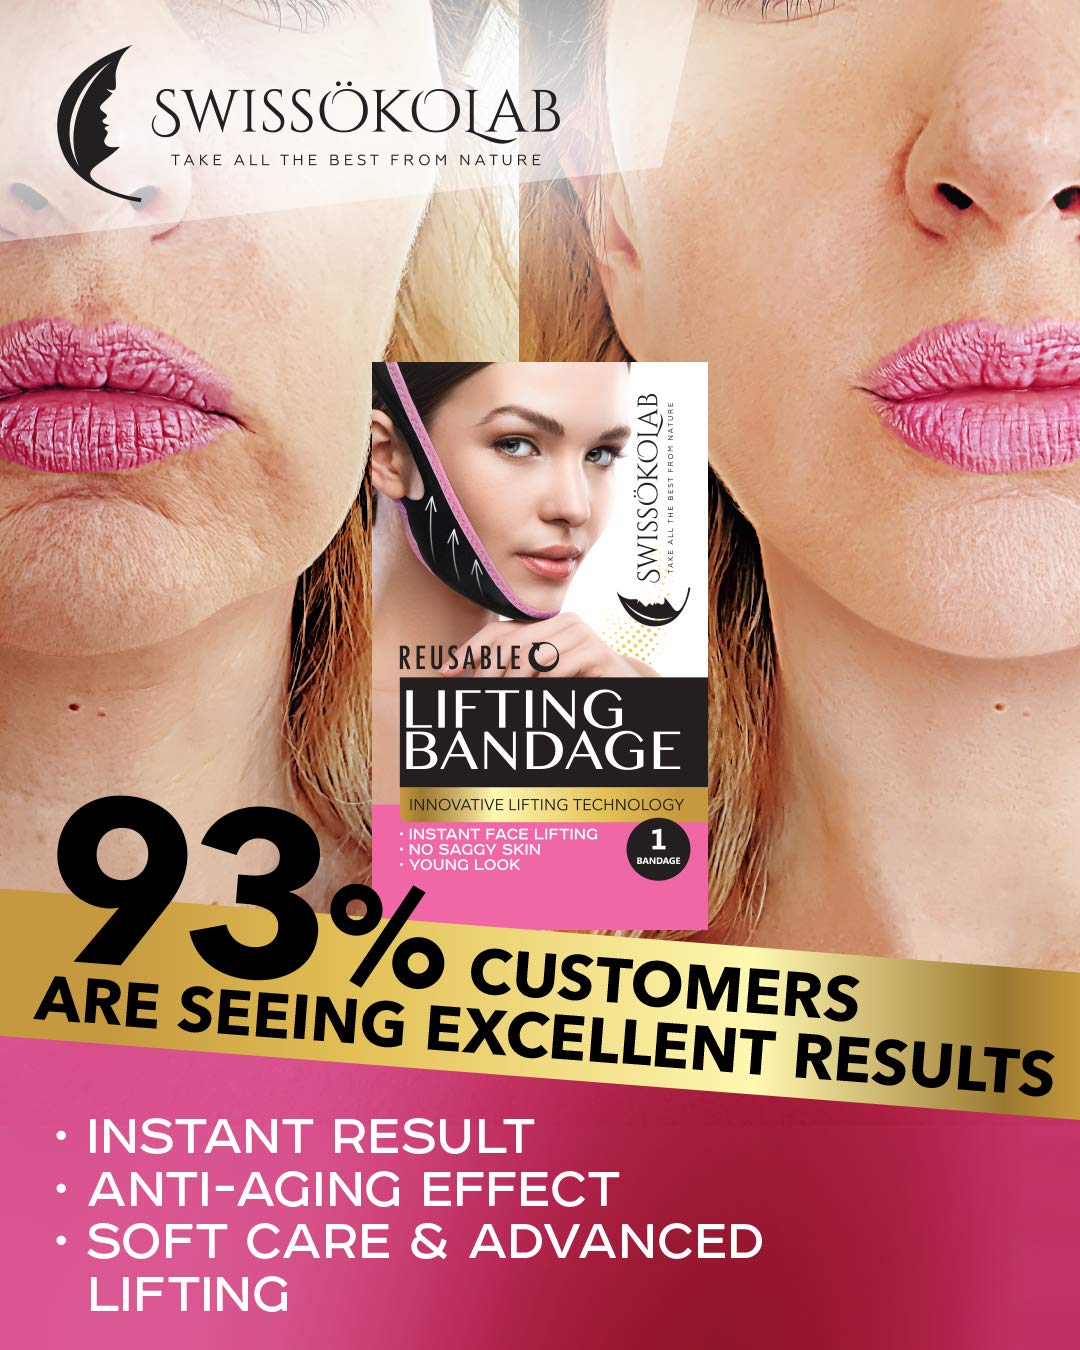 SWISSÖKOLAB
TAKE ALL THE BEST FROM NATURE
SWISSÖKOLAB
TAKE ALL THE BEST FROM NATURE
REUSABLE
LIFTING
BANDAGE
INNOVATIVE LIFTING TECHNOLOGY
· INSTANT FACE LIFTING
· NO SAGGY SKIN
· YOUNG LOOK
1
BANDAGE
93% CUSTOMERS
ARE SEEING EXCELLENT RESULTS
· INSTANT RESULT
· ANTI-AGING EFFECT
· SOFT CARE & ADVANCED
LIFTING